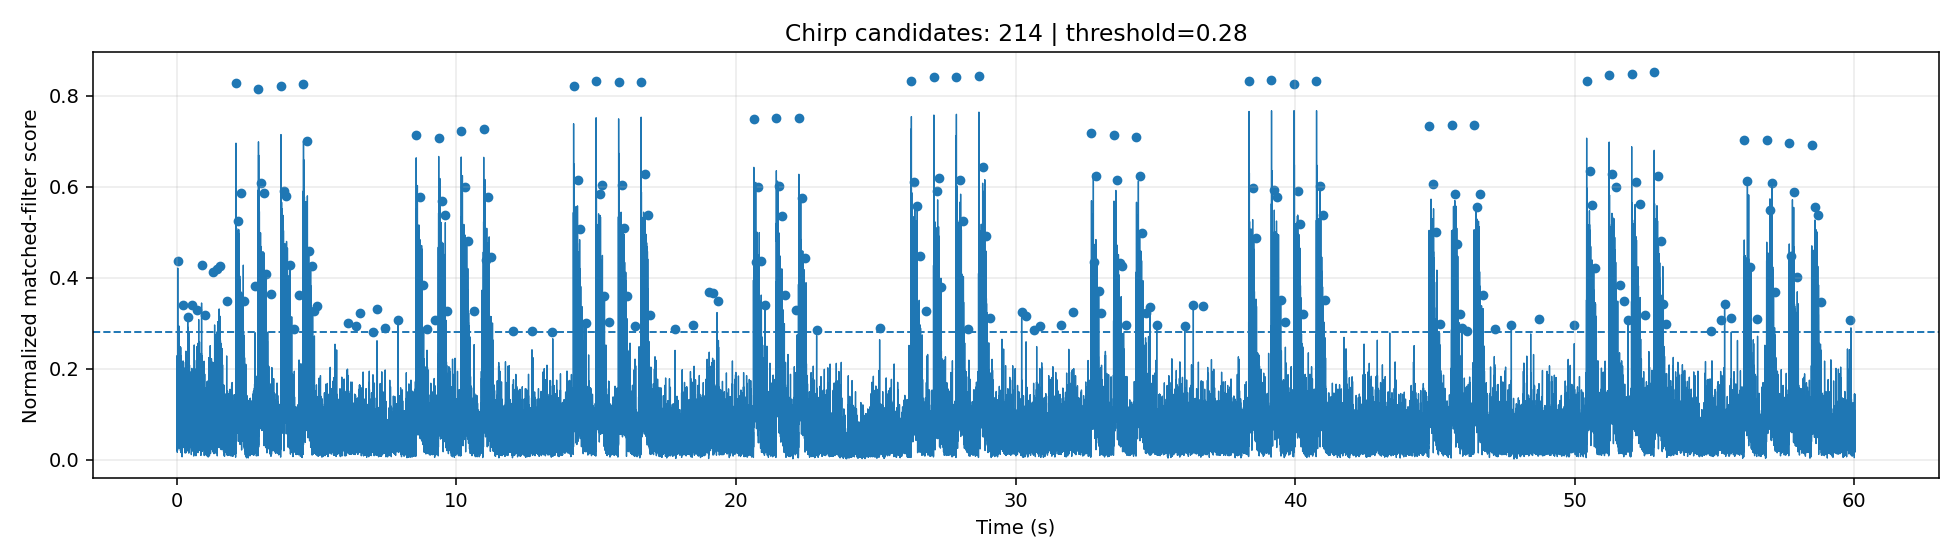 Chirp candidates: 214 | threshold=0.28
Normalized matched-filter score
0.8
0.6
0.4
0.2
0.0
0 10 20 30 40 50 60
Time (s)